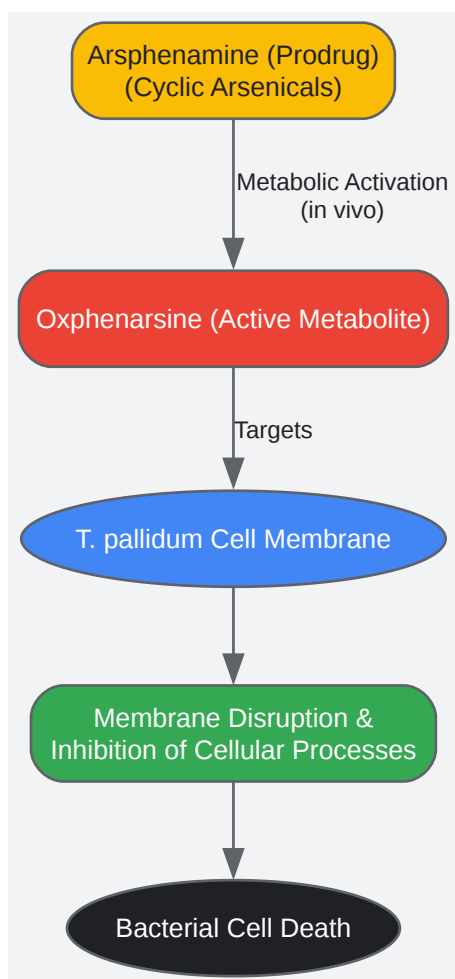 Arsphenamine (Prodrug)
(Cyclic Arsenicals)
Metabolic Activation
(in vivo)
Oxphenarsine (Active Metabolite)
Targets
T. pallidum Cell Membrane
Membrane Disruption &
Inhibition of Cellular Processes
Bacterial Cell Death